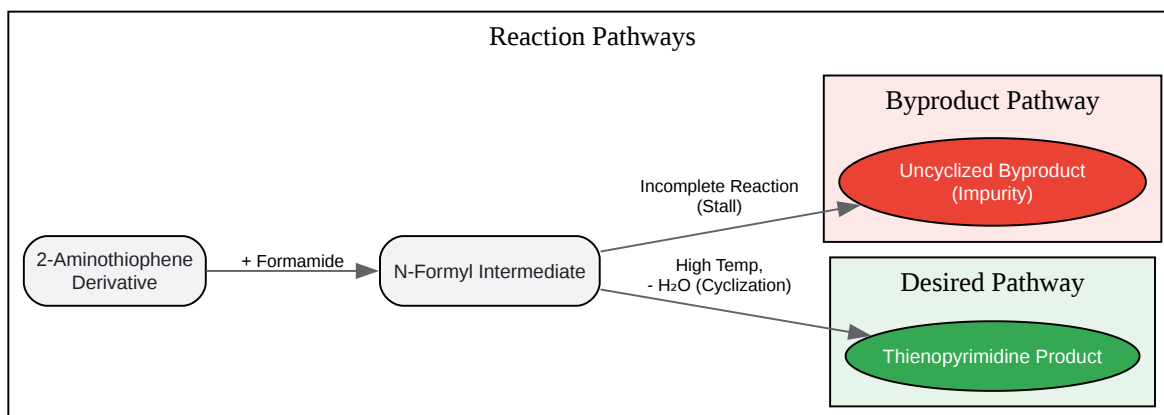 Reaction Pathways
Byproduct Pathway
Uncyclized Byproduct
(Impurity)
Incomplete Reaction
(Stall)
2-Aminothiophene
Derivative
+ Formamide
N-Formyl Intermediate
High Temp,
- H₂O (Cyclization)
Desired Pathway
Thienopyrimidine Product